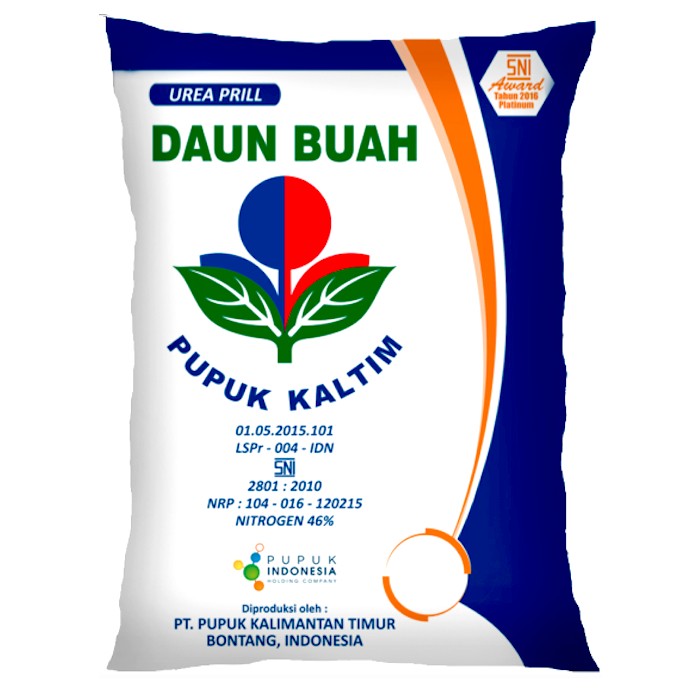 UREA PRILL
SNI
Award
Tahun 2016
Platinum
DAUN BUAH
PUPUK KALTIM
01.05.2015.101
LSPr - 004 - IDN
SNI
2801 : 2010
NRP : 104 - 016 - 120215
NITROGEN 46%
PUPUK
INDONESIA
HOLDING COMPANY
Diproduksi oleh :
PT. PUPUK KALIMANTAN TIMUR
BONTANG, INDONESIA